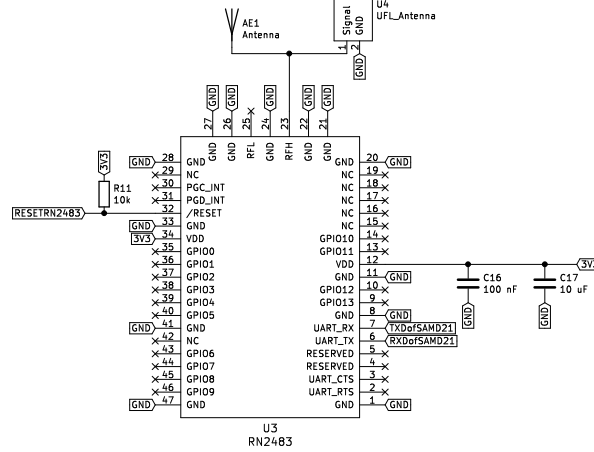 U4
UFL_Antenna
Signal
GND
1
2
GND
AE1
Antenna
GND
GND
GND
GND
GND
27
26
25
24
23
22
21
GND
GND
RFL
GND
RFH
GND
GND
3V3
R11
10k
RESETRN2483
GND 28 GND
29 NC
30 PGC_INT
31 PGD_INT
32 /RESET
GND 33 GND
3V3 34 VDD
35 GPIO0
36 GPIO1
37 GPIO2
38 GPIO3
39 GPIO4
40 GPIO5
GND 41 GND
42 NC
43 GPIO6
44 GPIO7
45 GPIO8
46 GPIO9
GND 47 GND
GND 20 GND
NC 19
NC 18
NC 17
NC 16
NC 15
GPIO10 14
GPIO11 13
VDD 12
GND 11 GND
GPIO12 10
GPIO13 9
GND 8 GND
UART_RX 7 TXDofSAMD21
UART_TX 6 RXDofSAMD21
RESERVED 5
RESERVED 4
UART_CTS 3
UART_RTS 2
GND 1 GND
C16
100 nF
GND
C17
10 uF
GND
U3
RN2483